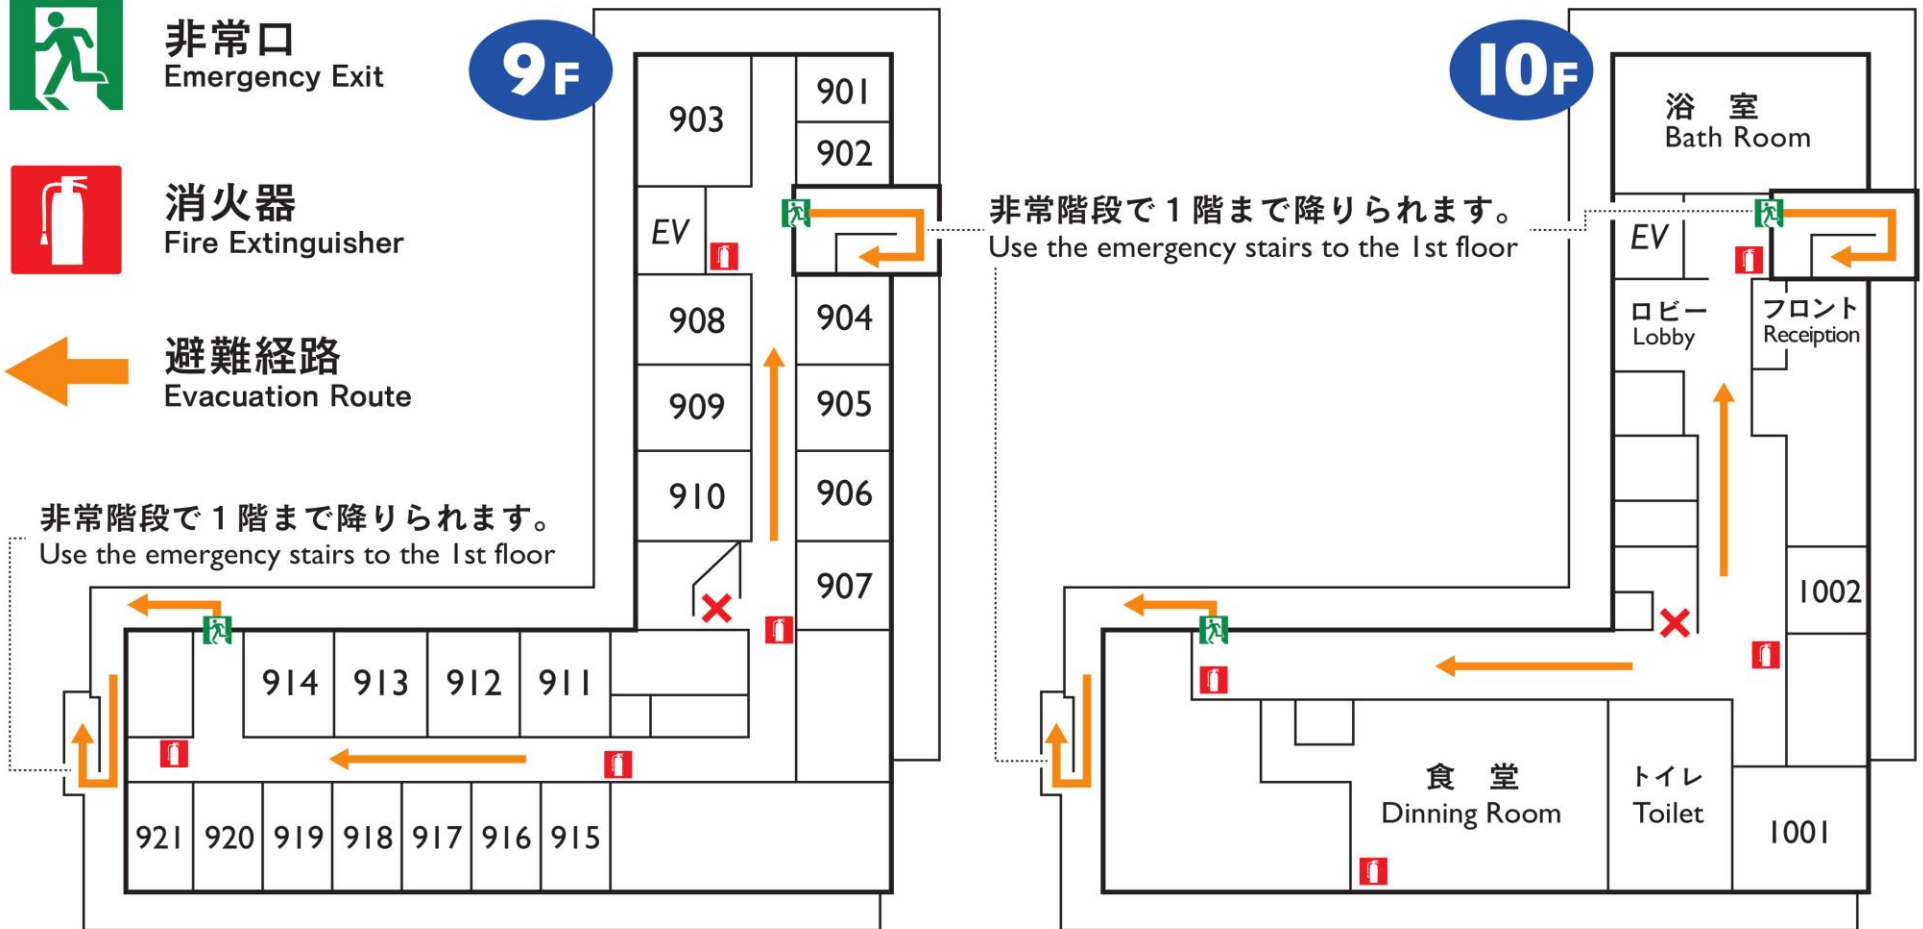 非常口
Emergency Exit
消火器
Fire Extinguisher
避難経路
Evacuation Route
9F
903
901
902
EV
908
904
909
905
910
906
907
非常階段で1階まで降りられます。
Use the emergency stairs to the 1st floor
914
913
912
911
921
920
919
918
917
916
915
非常階段で1階まで降りられます。
Use the emergency stairs to the 1st floor
10F
浴 室
Bath Room
EV
ロビー
Lobby
フロント
Receiption
1002
食 堂
Dinning Room
トイレ
Toilet
1001